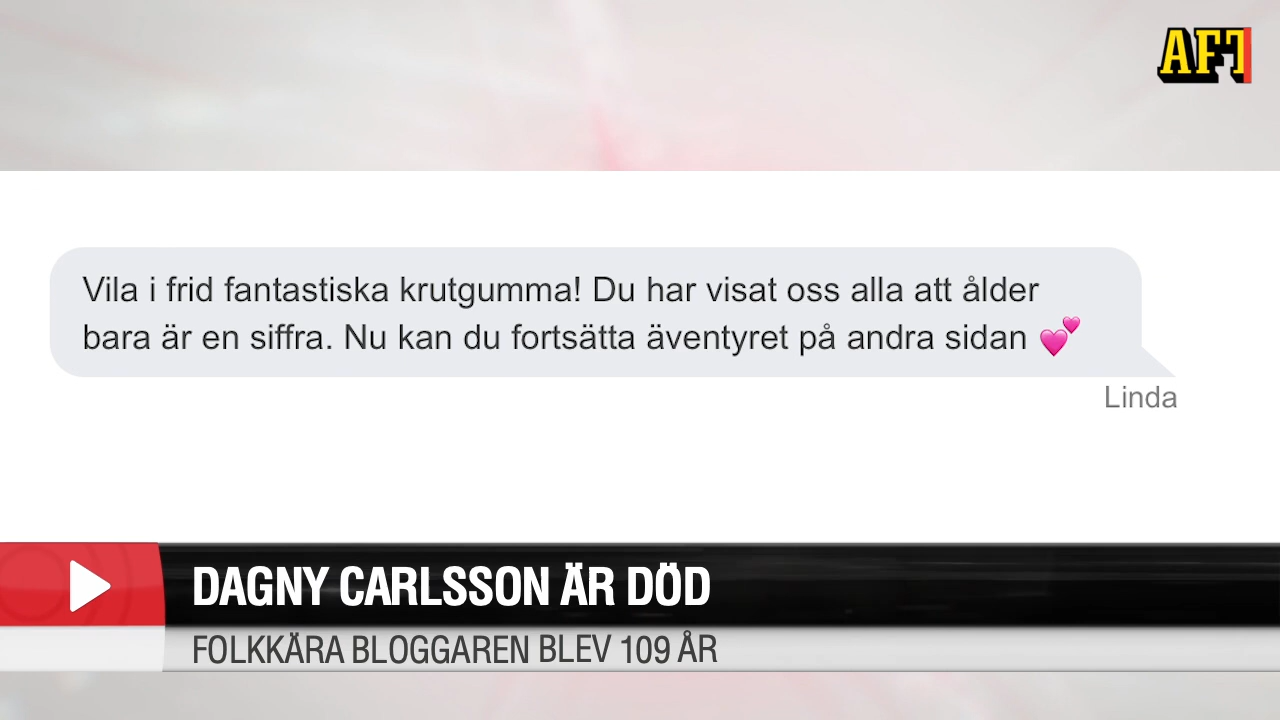 AFT
Vila i frid fantastiska krutgumma! Du har visat oss alla att ålder
bara är en siffra. Nu kan du fortsätta äventyret på andra sidan 💕
Linda
DAGNY CARLSSON ÄR DÖD
FOLKKÄRA BLOGGAREN BLEV 109 ÅR